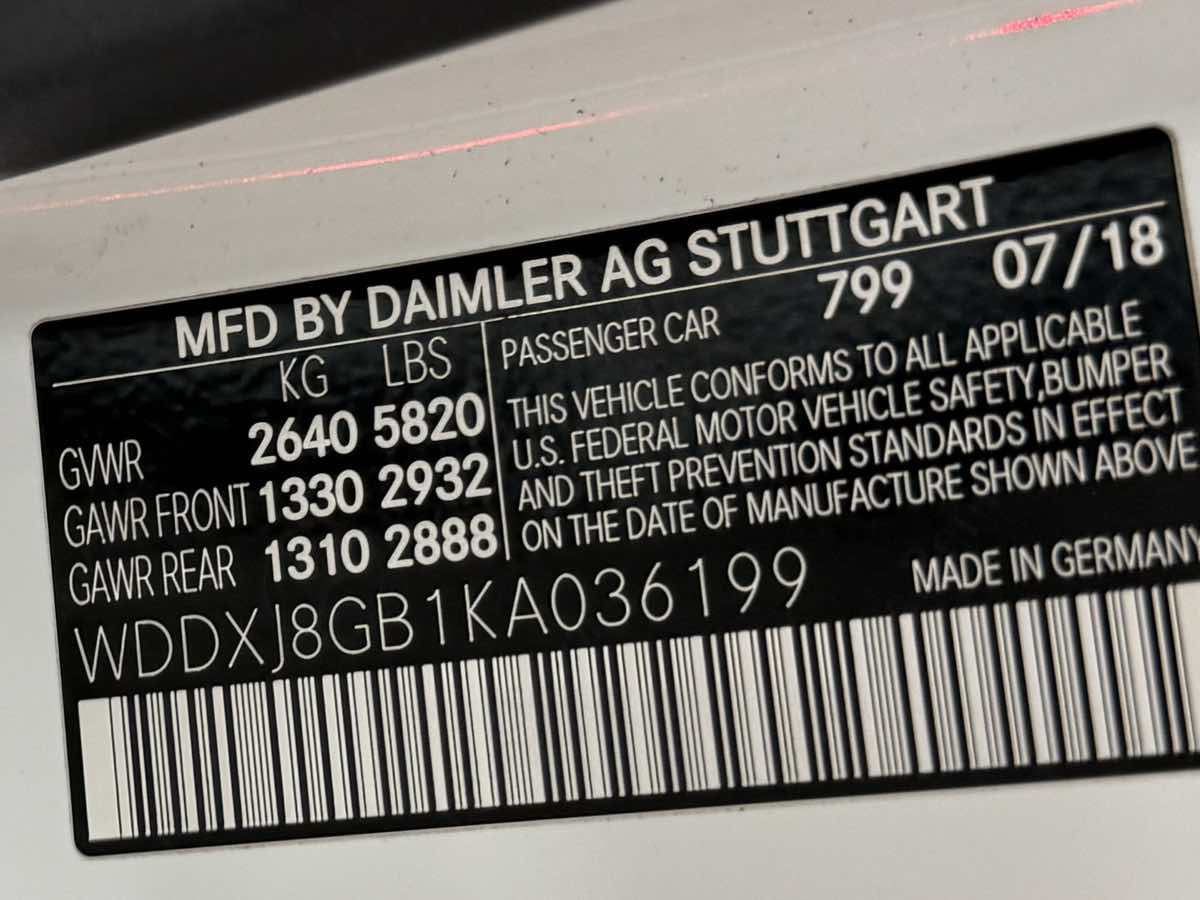 MFD BY DAIMLER AG STUTTGART
KG LBS
GVWR 2640 5820
GAWR FRONT 1330 2932
GAWR REAR 1310 2888
PASSENGER CAR 799 07/18
THIS VEHICLE CONFORMS TO ALL APPLICABLE
U.S. FEDERAL MOTOR VEHICLE SAFETY,BUMPER
AND THEFT PREVENTION STANDARDS IN EFFECT
ON THE DATE OF MANUFACTURE SHOWN ABOVE
WDDXJ8GB1KA036199
MADE IN GERMANY